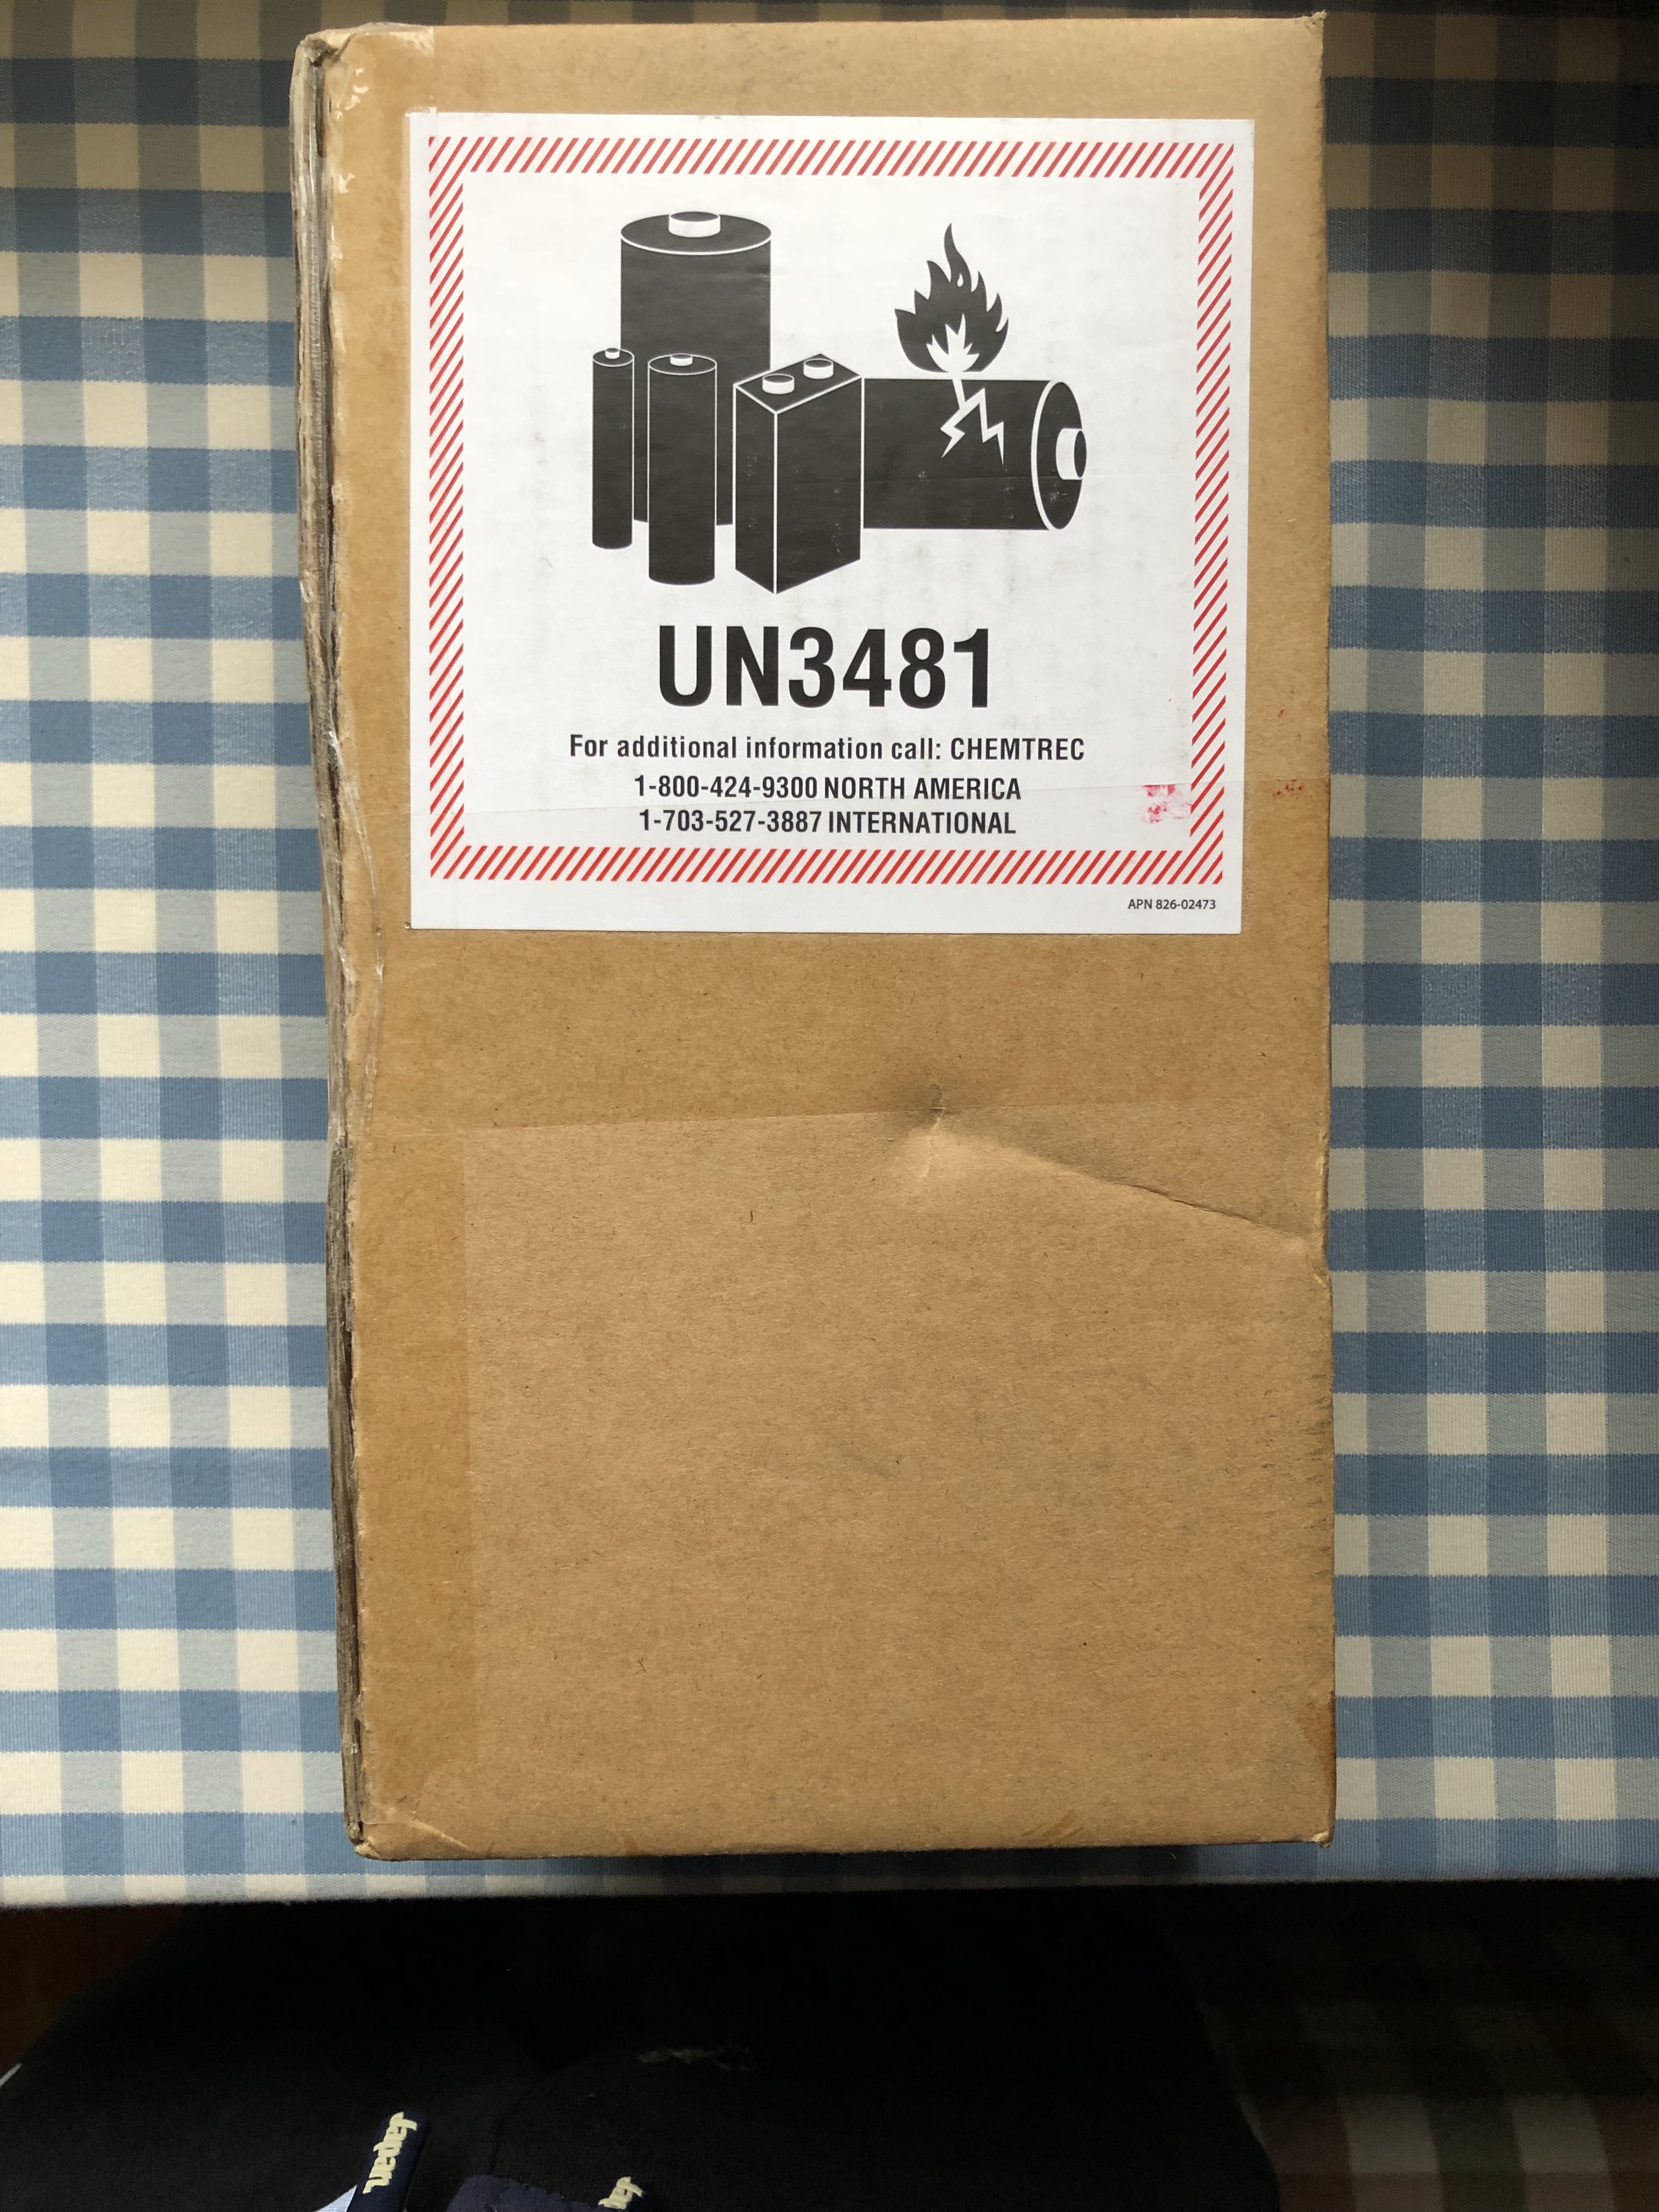 UN3481
For additional information call: CHEMTREC
1-800-424-9300 NORTH AMERICA
1-703-527-3887 INTERNATIONAL
APN 826-02473
Japan